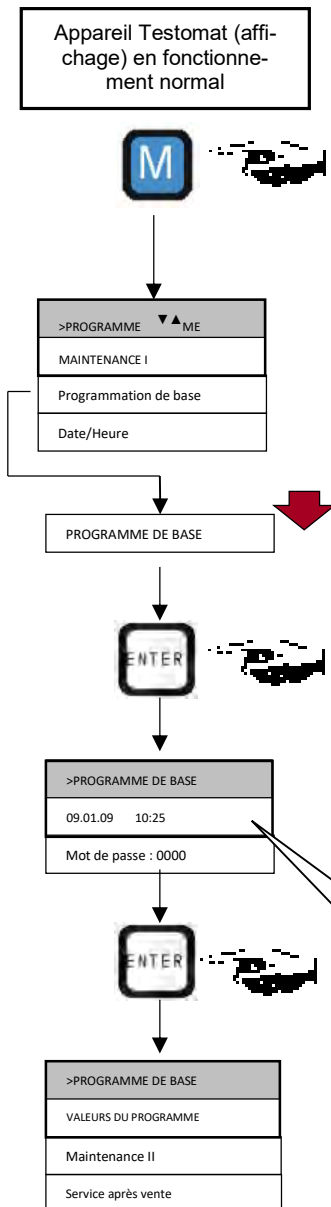 Appareil Testomat (affi-
chage) en fonctionne-
ment normal
M
>PROGRAMME ▼▲ ME
MAINTENANCE I
Programmation de base
Date/Heure
PROGRAMME DE BASE
ENTER
>PROGRAMME DE BASE
09.01.09 10:25
Mot de passe : 0000
ENTER
>PROGRAMME DE BASE
VALEURS DU PROGRAMME
Maintenance II
Service après vente